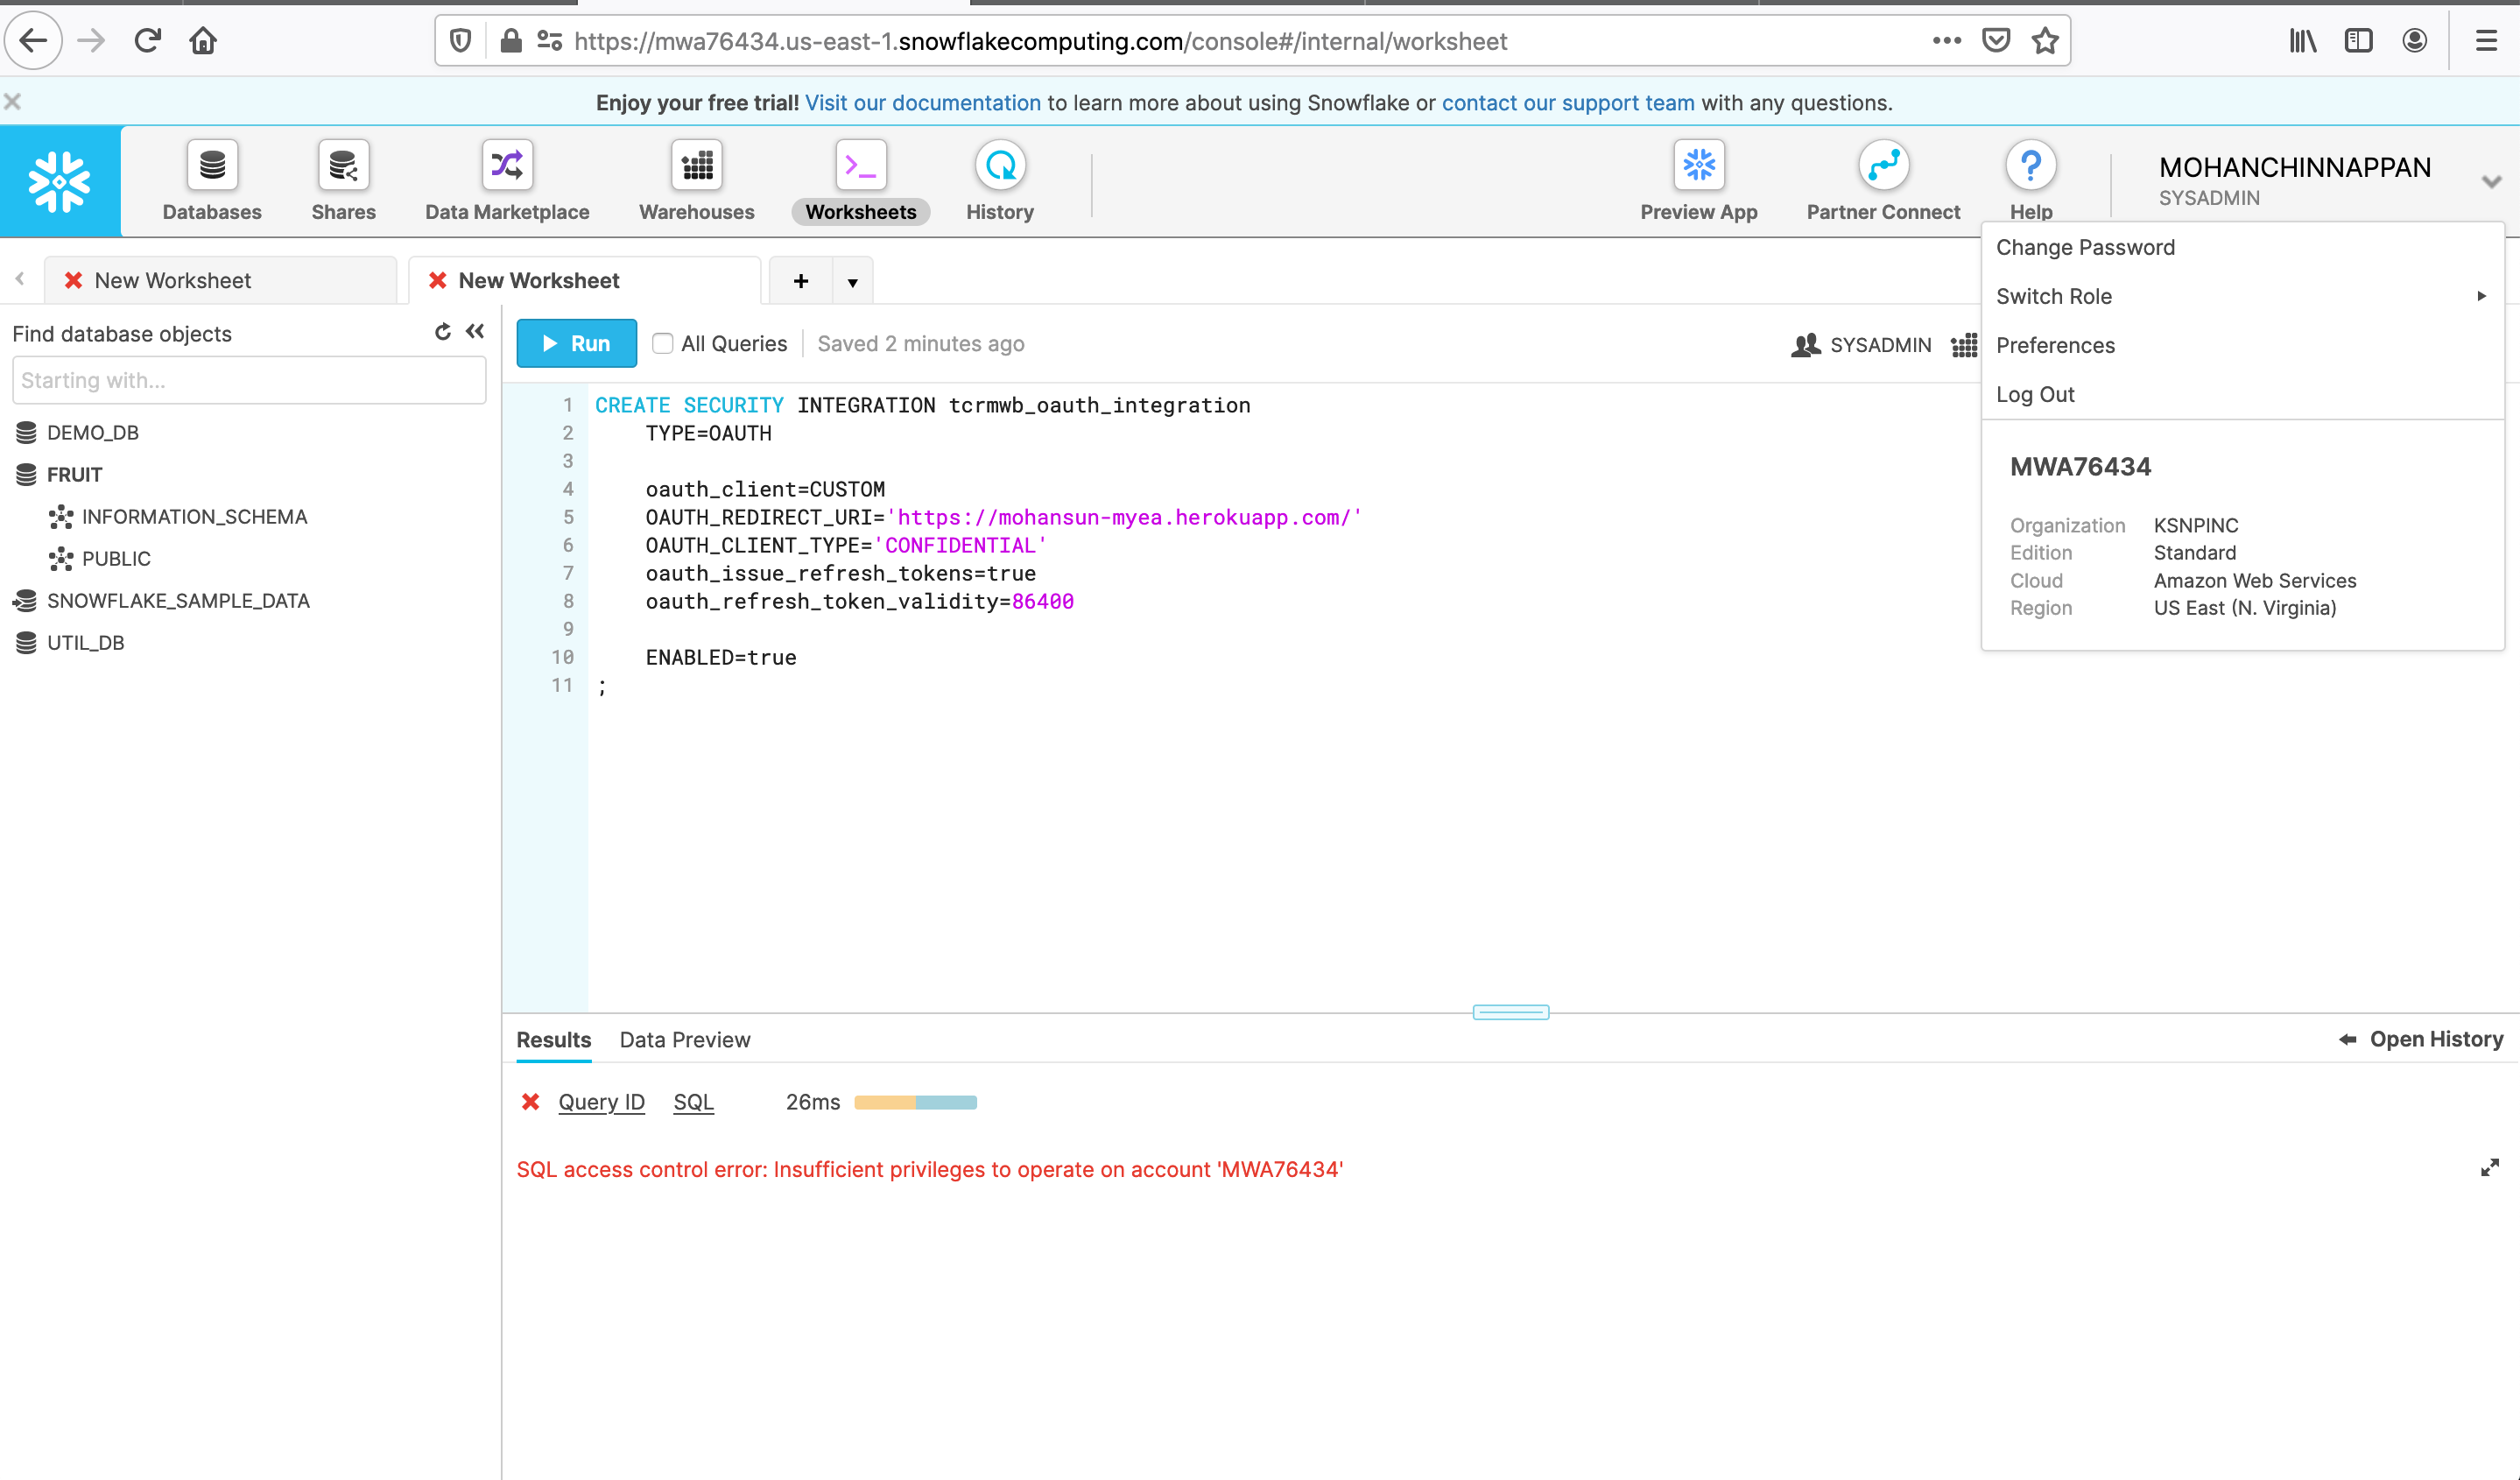 https://mwa76434.us-east-1.snowflakecomputing.com/console#/internal/worksheet
Enjoy your free trial! Visit our documentation to learn more about using Snowflake or contact our support team with any questions.
Databases
Shares
Data Marketplace
Warehouses
Worksheets
History
Preview App
Partner Connect
Help
MOHANCHINNAPPAN
SYSADMIN
Change Password
Switch Role
Preferences
Log Out
MWA76434
Organization KSNPINC
Edition Standard
Cloud Amazon Web Services
Region US East (N. Virginia)
New Worksheet
New Worksheet
Find database objects
Starting with...
DEMO_DB
FRUIT
INFORMATION_SCHEMA
PUBLIC
SNOWFLAKE_SAMPLE_DATA
UTIL_DB
Run
All Queries
Saved 2 minutes ago
SYSADMIN
1 CREATE SECURITY INTEGRATION tcrmwb_oauth_integration
2 TYPE=OAUTH
3
4 oauth_client=CUSTOM
5 OAUTH_REDIRECT_URI='https://mohansun-myea.herokuapp.com/'
6 OAUTH_CLIENT_TYPE='CONFIDENTIAL'
7 oauth_issue_refresh_tokens=true
8 oauth_refresh_token_validity=86400
9
10 ENABLED=true
11 ;
Results
Data Preview
Open History
Query ID SQL 26ms
SQL access control error: Insufficient privileges to operate on account 'MWA76434'